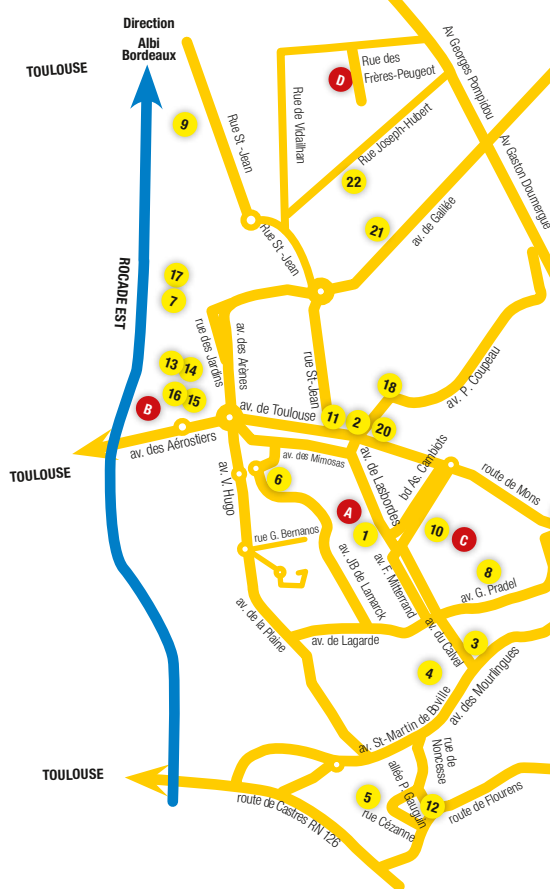 Direction
Albi
Bordeaux
TOULOUSE
Av Georges Pompidou
Rue des
Frères-Peugeot
D
Rue de Vidailhan
9
Rue St -Jean
Rue Joseph-Hubert
Av Gaston Doumergue
22
21
av. de Galilée
Rue St -Jean
ROCADE EST
17
7
rue des Jardins
av. des Arènes
rue St-Jean
13
14
16
15
B
18
av. P. Coupeau
av. de Toulouse
11
2
20
av. des Aérostiers
TOULOUSE
av. des Mimosas
av. de Lasbordes
bd As. Cambiots
route de Mons
av. V. Hugo
6
A
1
10
C
rue G. Bernanos
av. JB de Lamarck
av. F. Mitterrand
8
av. G. Pradel
av. de la Plaine
av. de Lagarde
av. du Calvel
3
4
av. des Mourlingues
av. St-Martin de Boville
rue de
Noncesse
TOULOUSE
allée P. Gauguin
5
12
rue Cézanne
route de Flourens
route de Castres RN 126